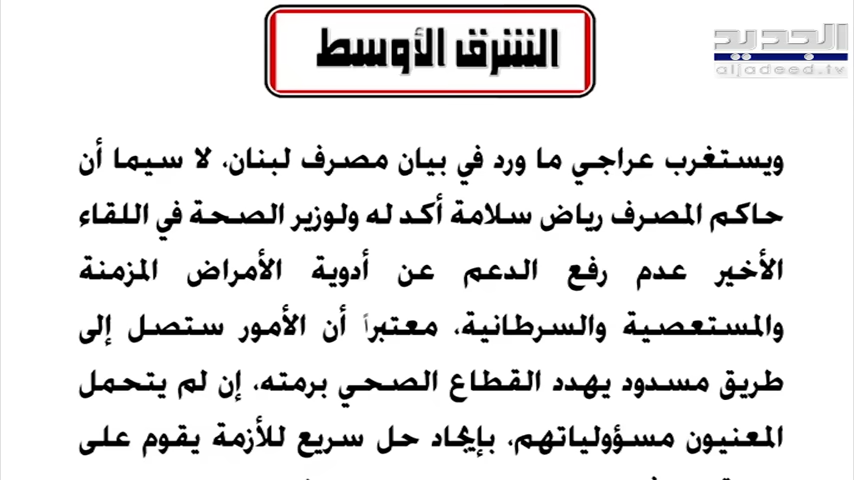 الشرق الأوسط
الجديد
aljadeed.tv
ويستغرب عراجي ما ورد في بيان مصرف لبنان، لا سيما أن
حاكم المصرف رياض سلامة أكد له ولوزير الصحة في اللقاء
الأخير عدم رفع الدعم عن أدوية الأمراض المزمنة
والمستعصية والسرطانية، معتبراً أن الأمور ستصل إلى
طريق مسدود يهدد القطاع الصحي برمته، إن لم يتحمل
المعنيون مسؤولياتهم، بإيجاد حل سريع للأزمة يقوم على